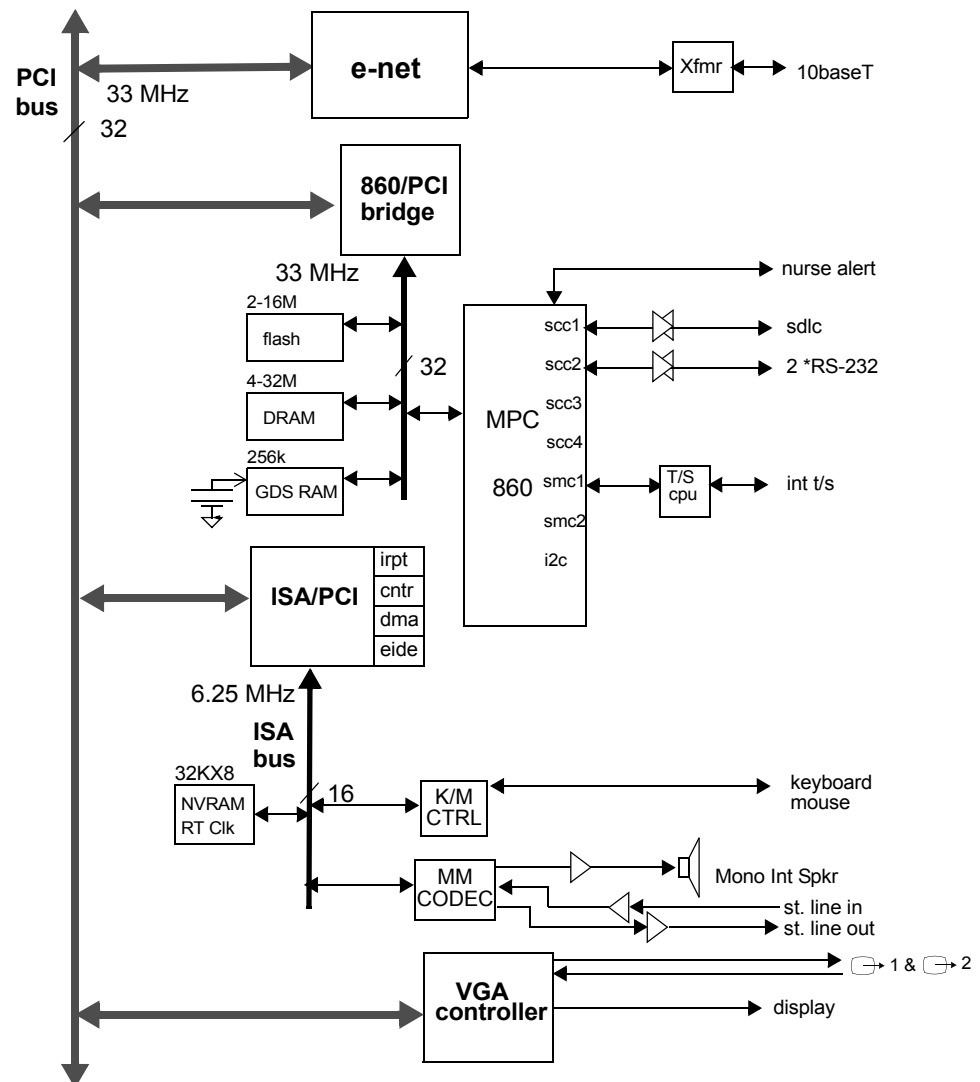 PCI
bus
33 MHz
32
e-net
Xfmr
10baseT
860/PCI
bridge
33 MHz
2-16M
flash
4-32M
DRAM
256k
GDS RAM
32
MPC
860
scc1
scc2
scc3
scc4
smc1
smc2
i2c
nurse alert
sdlc
2 *RS-232
T/S
cpu
int t/s
ISA/PCI
irpt
cntr
dma
eide
6.25 MHz
ISA
bus
16
32KX8
NVRAM
RT Clk
K/M
CTRL
keyboard
mouse
MM
CODEC
Mono Int Spkr
st. line in
st. line out
VGA
controller
1 & 2
display